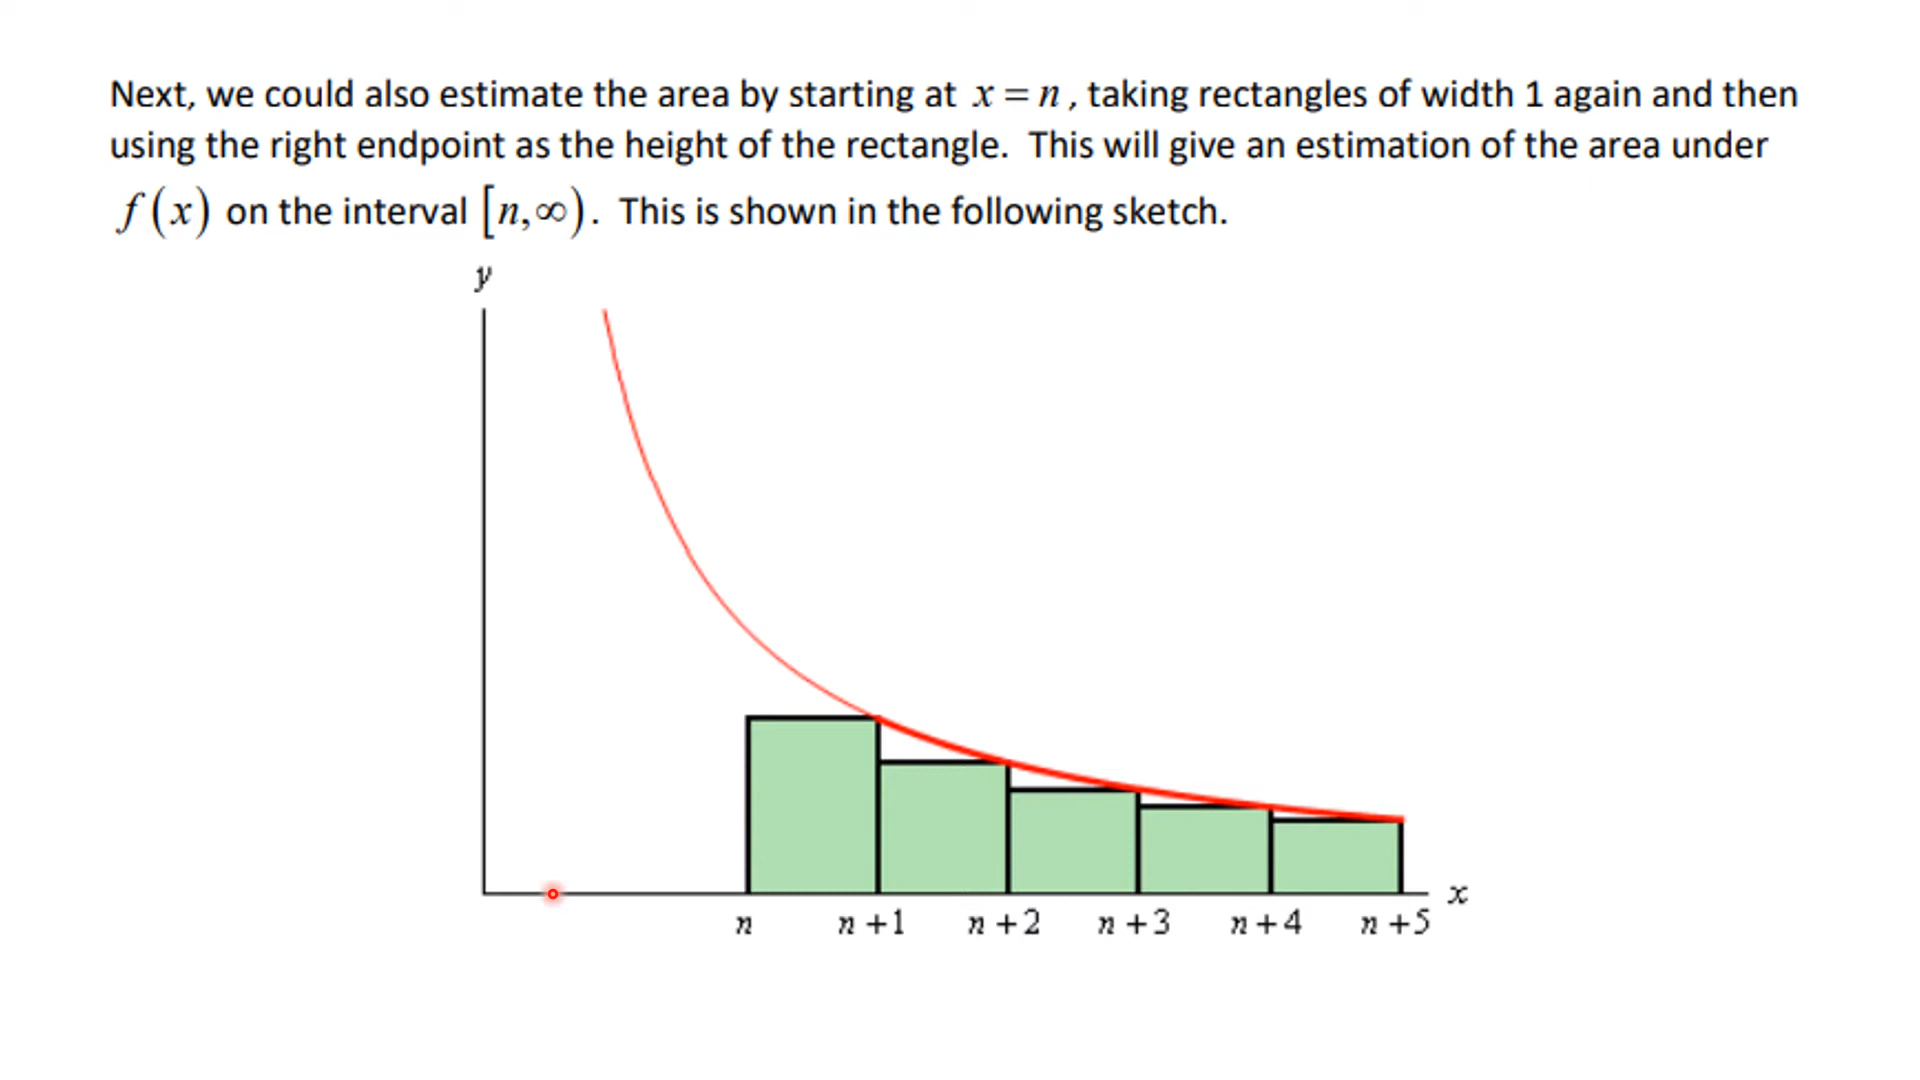 Next, we could also estimate the area by starting at x = n, taking rectangles of width 1 again and then
using the right endpoint as the height of the rectangle. This will give an estimation of the area under
f(x) on the interval [n,∞). This is shown in the following sketch.
y
x
n n+1 n+2 n+3 n+4 n+5